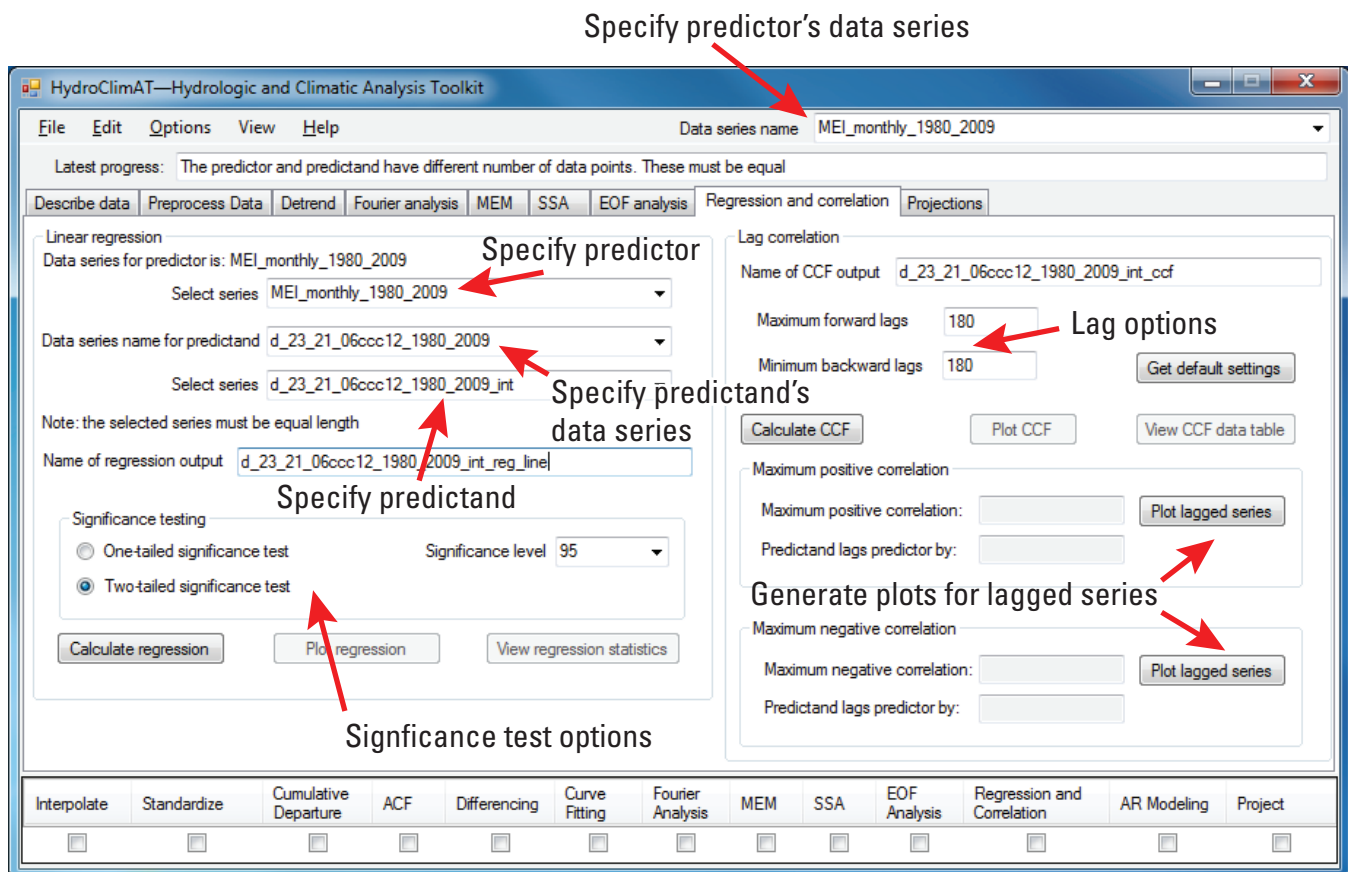 Specify predictor's data series
HydroClimAT—Hydrologic and Climatic Analysis Toolkit
File Edit Options View Help
Data series name MEI_monthly_1980_2009
Latest progress: The predictor and predictand have different number of data points. These must be equal
Describe data Preprocess Data Detrend Fourier analysis MEM SSA EOF analysis Regression and correlation Projections
Linear regression
Data series for predictor is: MEI_monthly_1980_2009
Specify predictor
Select series MEI_monthly_1980_2009
Data series name for predictand d_23_21_06ccc12_1980_2009
Select series d_23_21_06ccc12_1980_2009_int
Specify predictand's
data series
Note: the selected series must be equal length
Name of regression output d_23_21_06ccc12_1980_2009_int_reg_line
Specify predictand
Significance testing
One-tailed significance test
Significance level 95
Two-tailed significance test
Calculate regression Plot regression View regression statistics
Signficance test options
Lag correlation
Name of CCF output d_23_21_06ccc12_1980_2009_int_ccf
Maximum forward lags 180
Lag options
Minimum backward lags 180
Get default settings
Calculate CCF Plot CCF View CCF data table
Maximum positive correlation
Maximum positive correlation: Plot lagged series
Predictand lags predictor by:
Generate plots for lagged series
Maximum negative correlation
Maximum negative correlation: Plot lagged series
Predictand lags predictor by:
Interpolate Standardize Cumulative Departure ACF Differencing Curve Fitting Fourier Analysis MEM SSA EOF Analysis Regression and Correlation AR Modeling Project